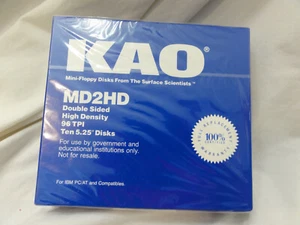 KAO®
Mini-Floppy Disks From The Surface Scientists™
MD2HD
Double Sided
High Density
96 TPI
Ten 5.25" Disks
For use by government and
educational institutions only.
Not for resale.
100%
For IBM PC/AT and Compatibles.